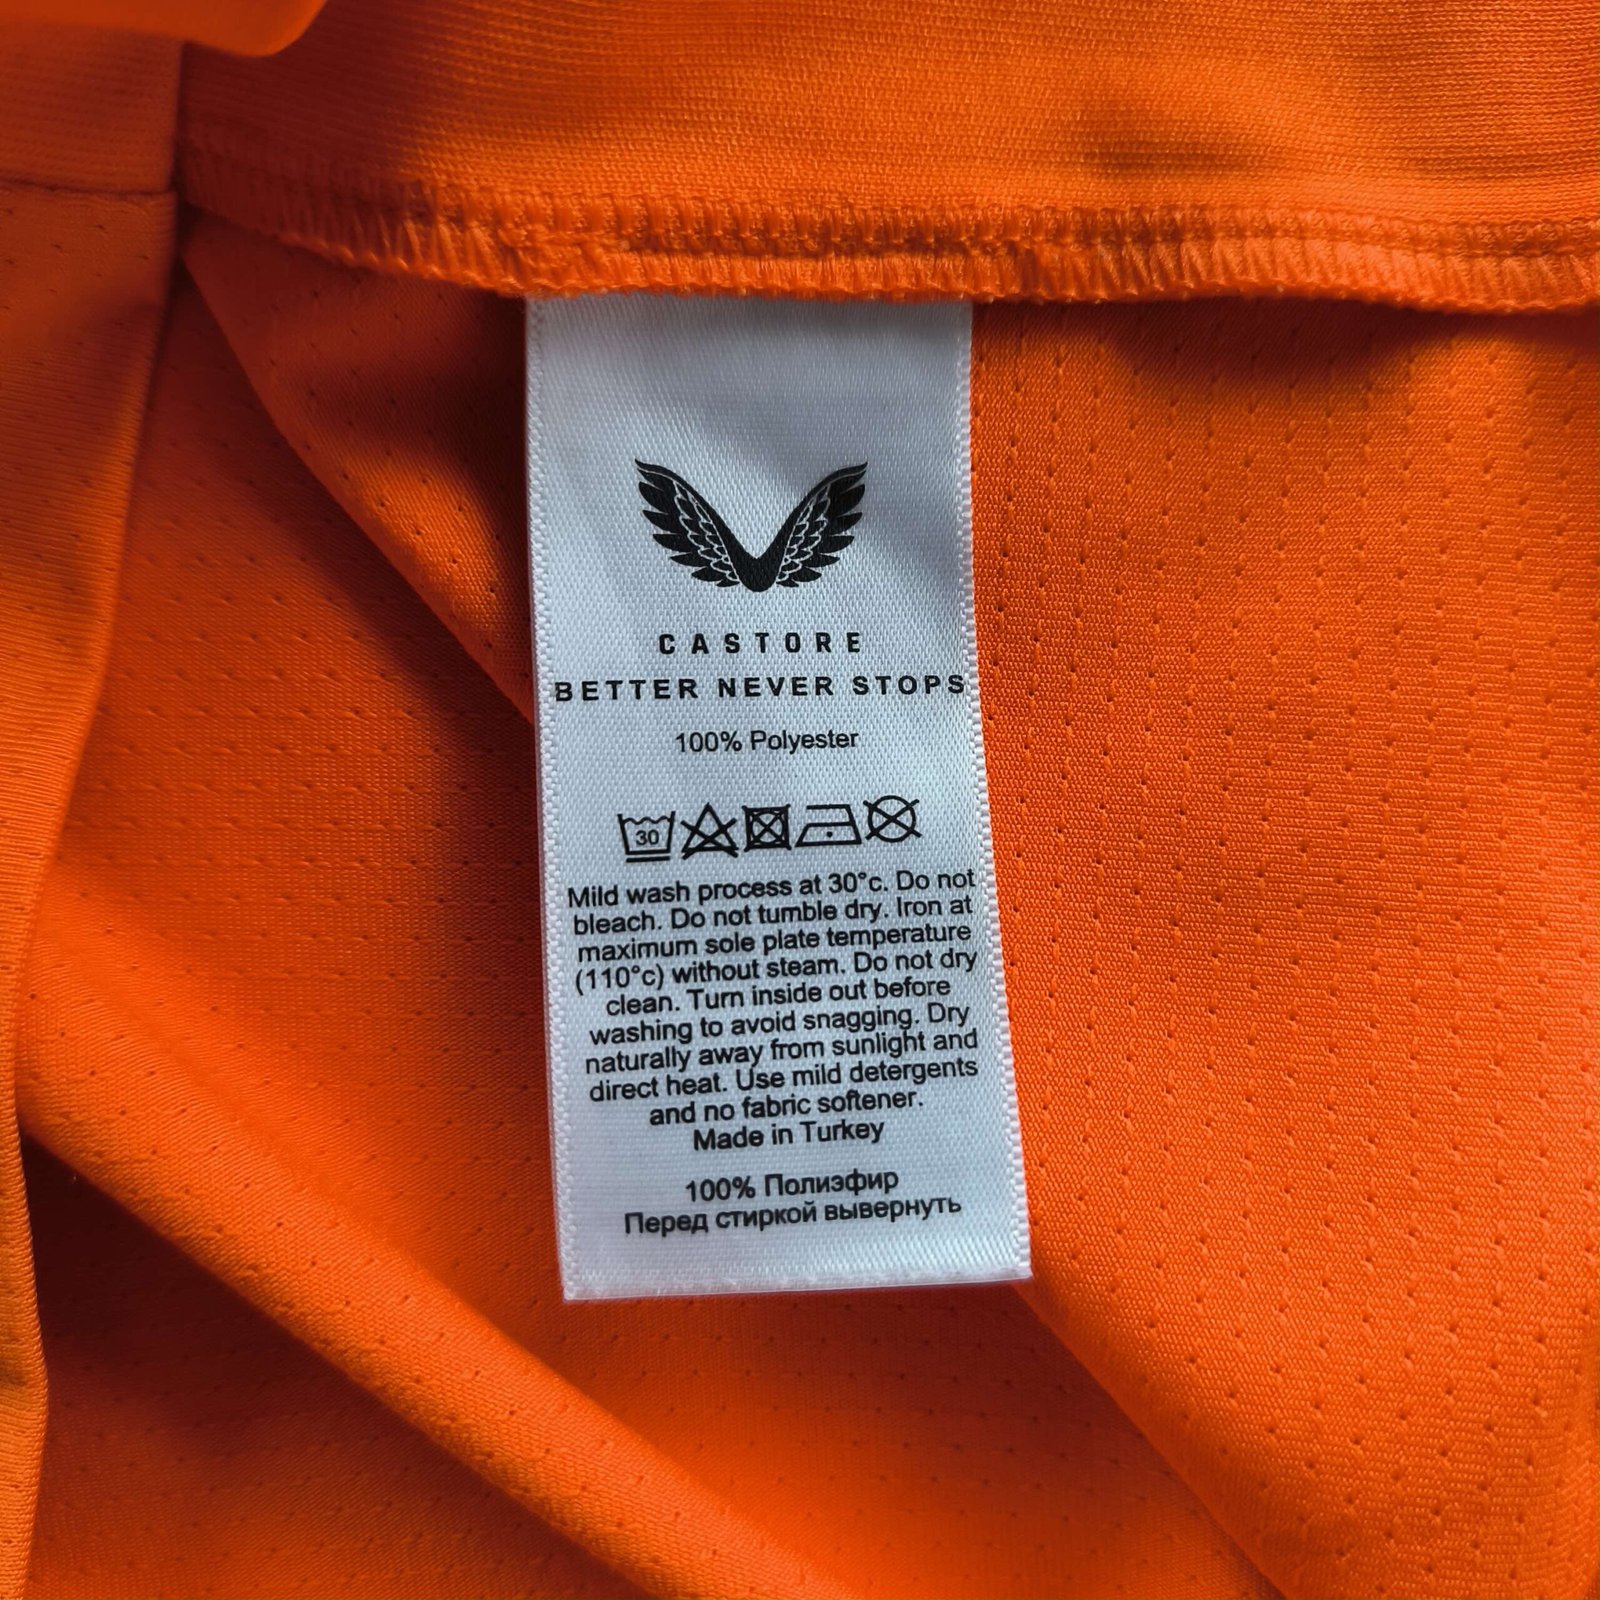 CASTORE
BETTER NEVER STOPS
100% Polyester
30
Mild wash process at 30°c. Do not
bleach. Do not tumble dry. Iron at
maximum sole plate temperature
(110°c) without steam. Do not dry
clean. Turn inside out before
washing to avoid snagging. Dry
naturally away from sunlight and
direct heat. Use mild detergents
and no fabric softener.
Made in Turkey
100% Полиэфир
Перед стиркой вывернуть